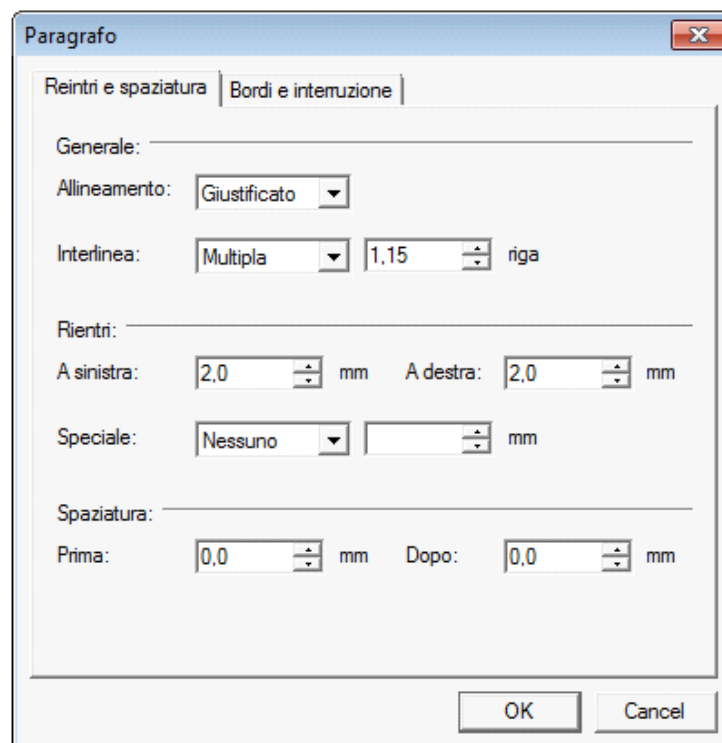 Paragrafo
Reintri e spaziatura Bordi e interruzione
Generale:
Allineamento: Giustificato
Interlinea: Multipla 1,15 riga
Rientri:
A sinistra: 2,0 mm A destra: 2,0 mm
Speciale: Nessuno mm
Spaziatura:
Prima: 0,0 mm Dopo: 0,0 mm
OK Cancel